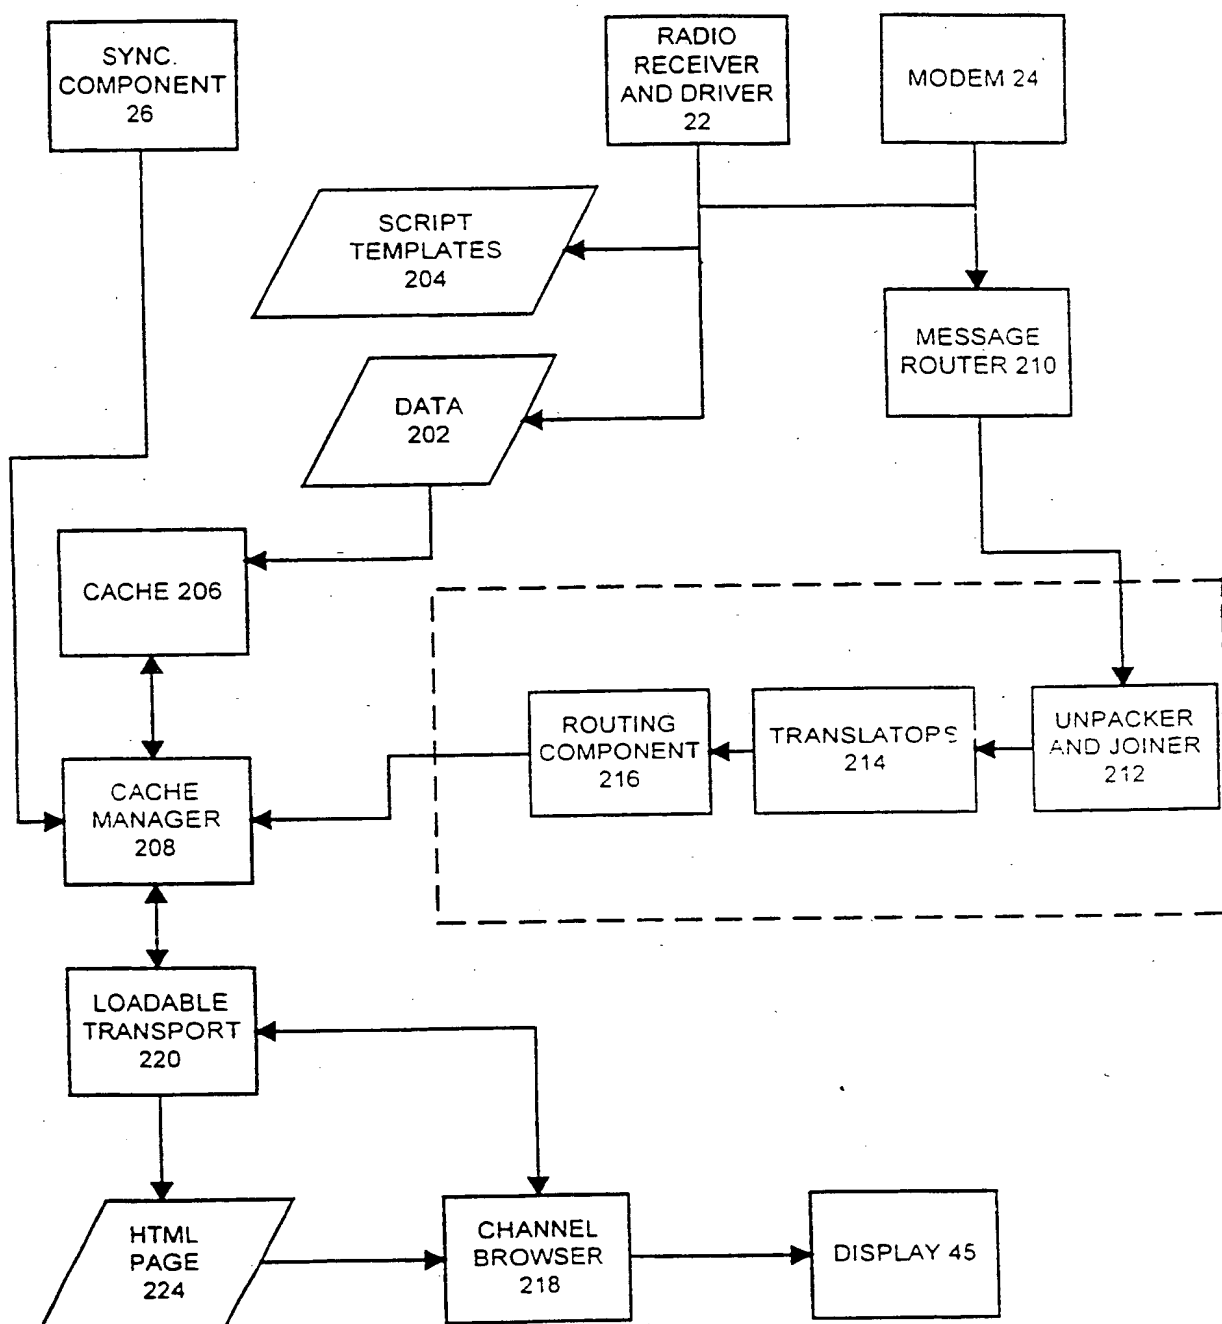 SYNC.
COMPONENT
26
RADIO
RECEIVER
AND DRIVER
22
MODEM 24
SCRIPT
TEMPLATES
204
MESSAGE
ROUTER 210
DATA
202
CACHE 206
ROUTING
COMPONENT
216
TRANSLATOPS
214
UNPACKER
AND JOINER
212
CACHE
MANAGER
208
LOADABLE
TRANSPORT
220
HTML
PAGE
224
CHANNEL
BROWSER
218
DISPLAY 45